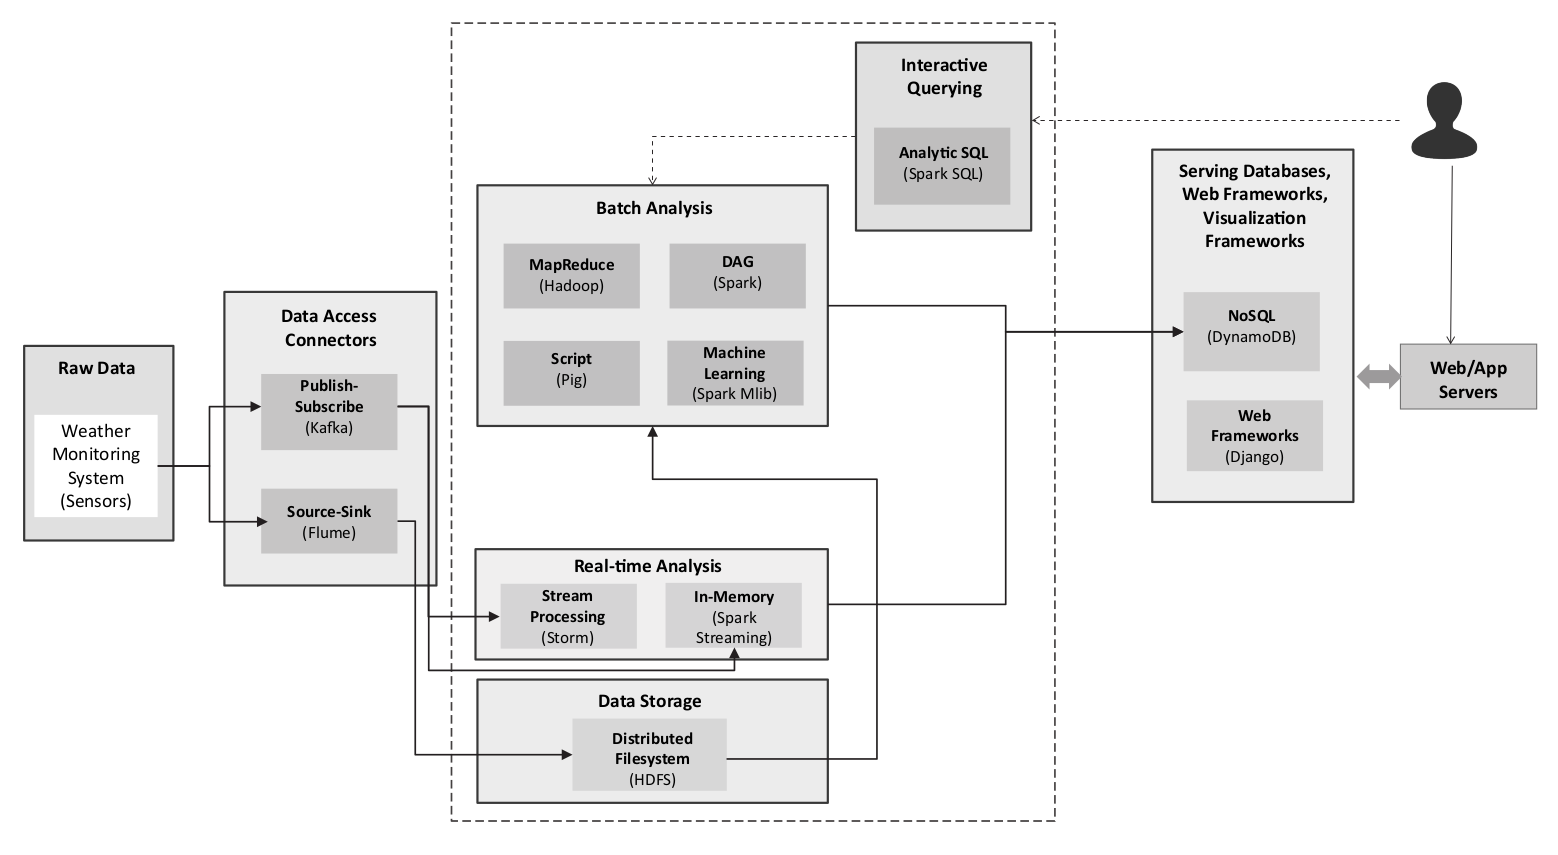 Raw Data
Weather
Monitoring
System
(Sensors)
Data Access
Connectors
Publish-
Subscribe
(Kafka)
Source-Sink
(Flume)
Interactive
Querying
Analytic SQL
(Spark SQL)
Batch Analysis
MapReduce
(Hadoop)
DAG
(Spark)
Script
(Pig)
Machine
Learning
(Spark Mlib)
Real-time Analysis
Stream
Processing
(Storm)
In-Memory
(Spark
Streaming)
Data Storage
Distributed
Filesystem
(HDFS)
Serving Databases,
Web Frameworks,
Visualization
Frameworks
NoSQL
(DynamoDB)
Web
Frameworks
(Django)
Web/App
Servers